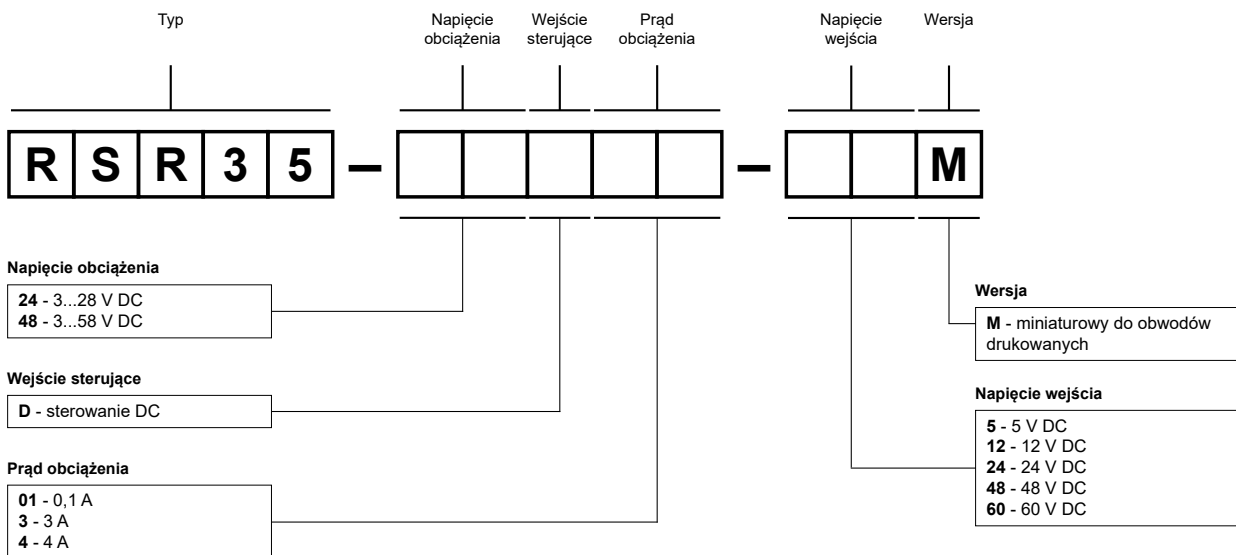 Typ
Napięcie obciążenia
Wejście sterujące
Prąd obciążenia
Napięcie wejścia
Wersja
R S R 3 5 – – M
Napięcie obciążenia
24 - 3...28 V DC
48 - 3...58 V DC
Wejście sterujące
D - sterowanie DC
Prąd obciążenia
01 - 0,1 A
3 - 3 A
4 - 4 A
Wersja
M - miniaturowy do obwodów
drukowanych
Napięcie wejścia
5 - 5 V DC
12 - 12 V DC
24 - 24 V DC
48 - 48 V DC
60 - 60 V DC